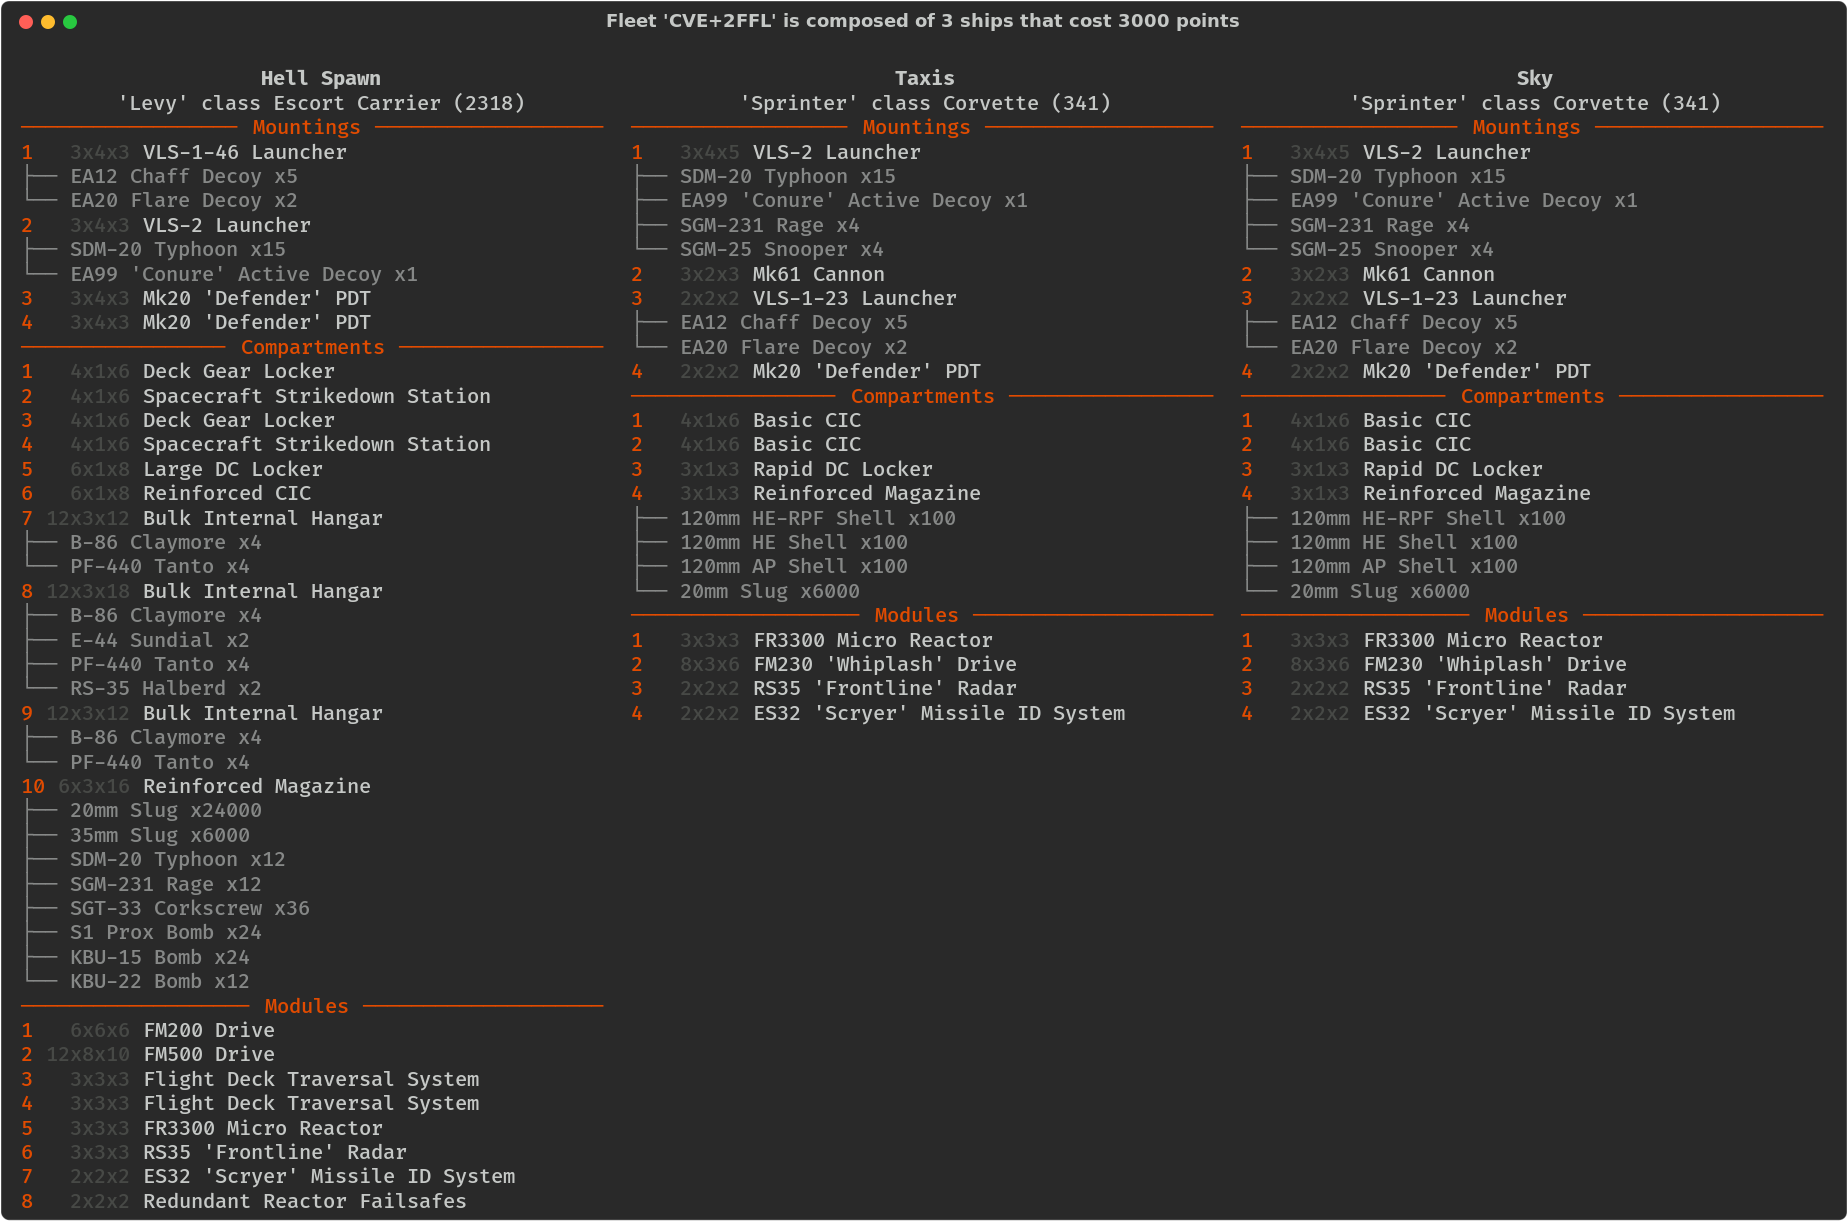 Fleet 'CVE+2FFL' is composed of 3 ships that cost 3000 points
Hell Spawn
'Levy' class Escort Carrier (2318)
Mountings
1 3x4x3 VLS-1-46 Launcher
EA12 Chaff Decoy x5
EA20 Flare Decoy x2
2 3x4x3 VLS-2 Launcher
SDM-20 Typhoon x15
EA99 'Conure' Active Decoy x1
3 3x4x3 Mk20 'Defender' PDT
4 3x4x3 Mk20 'Defender' PDT
Compartments
1 4x1x6 Deck Gear Locker
2 4x1x6 Spacecraft Strikedown Station
3 4x1x6 Deck Gear Locker
4 4x1x6 Spacecraft Strikedown Station
5 6x1x8 Large DC Locker
6 6x1x8 Reinforced CIC
7 12x3x12 Bulk Internal Hangar
B-86 Claymore x4
PF-440 Tanto x4
8 12x3x18 Bulk Internal Hangar
B-86 Claymore x4
E-44 Sundial x2
PF-440 Tanto x4
RS-35 Halberd x2
9 12x3x12 Bulk Internal Hangar
B-86 Claymore x4
PF-440 Tanto x4
10 6x3x16 Reinforced Magazine
20mm Slug x24000
35mm Slug x6000
SDM-20 Typhoon x12
SGM-231 Rage x12
SGT-33 Corkscrew x36
S1 Prox Bomb x24
KBU-15 Bomb x24
KBU-22 Bomb x12
Modules
1 6x6x6 FM200 Drive
2 12x8x10 FM500 Drive
3 3x3x3 Flight Deck Traversal System
4 3x3x3 Flight Deck Traversal System
5 3x3x3 FR3300 Micro Reactor
6 3x3x3 RS35 'Frontline' Radar
7 2x2x2 ES32 'Scryer' Missile ID System
8 2x2x2 Redundant Reactor Failsafes
Taxis
'Sprinter' class Corvette (341)
Mountings
1 3x4x5 VLS-2 Launcher
SDM-20 Typhoon x15
EA99 'Conure' Active Decoy x1
SGM-231 Rage x4
SGM-25 Snooper x4
2 3x2x3 Mk61 Cannon
3 2x2x2 VLS-1-23 Launcher
EA12 Chaff Decoy x5
EA20 Flare Decoy x2
4 2x2x2 Mk20 'Defender' PDT
Compartments
1 4x1x6 Basic CIC
2 4x1x6 Basic CIC
3 3x1x3 Rapid DC Locker
4 3x1x3 Reinforced Magazine
120mm HE-RPF Shell x100
120mm HE Shell x100
120mm AP Shell x100
20mm Slug x6000
Modules
1 3x3x3 FR3300 Micro Reactor
2 8x3x6 FM230 'Whiplash' Drive
3 2x2x2 RS35 'Frontline' Radar
4 2x2x2 ES32 'Scryer' Missile ID System
Sky
'Sprinter' class Corvette (341)
Mountings
1 3x4x5 VLS-2 Launcher
SDM-20 Typhoon x15
EA99 'Conure' Active Decoy x1
SGM-231 Rage x4
SGM-25 Snooper x4
2 3x2x3 Mk61 Cannon
3 2x2x2 VLS-1-23 Launcher
EA12 Chaff Decoy x5
EA20 Flare Decoy x2
4 2x2x2 Mk20 'Defender' PDT
Compartments
1 4x1x6 Basic CIC
2 4x1x6 Basic CIC
3 3x1x3 Rapid DC Locker
4 3x1x3 Reinforced Magazine
120mm HE-RPF Shell x100
120mm HE Shell x100
120mm AP Shell x100
20mm Slug x6000
Modules
1 3x3x3 FR3300 Micro Reactor
2 8x3x6 FM230 'Whiplash' Drive
3 2x2x2 RS35 'Frontline' Radar
4 2x2x2 ES32 'Scryer' Missile ID System